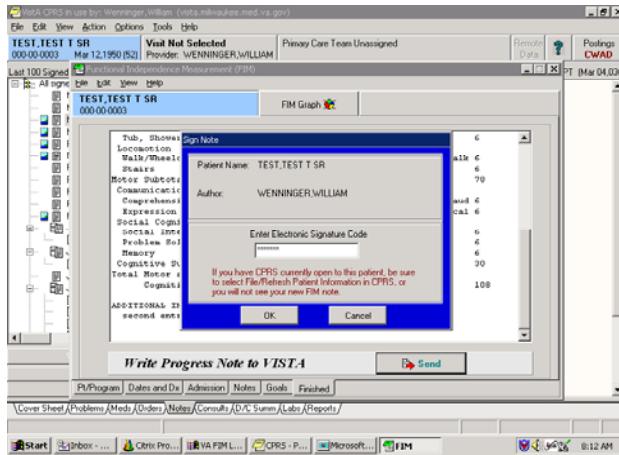 VistA CPRS in use by: Wenninger,William (vista.milwaukee.med.va.gov)
File Edit View Action Options Tools Help
TEST,TEST T SR Visit Not Selected Primary Care Team Unassigned Remote Postings
000-00-0003 Mar 12,1950 (52) Provider: WENNINGER,WILLIAM Data CWAD
Last 100 Signed
PT (Mar 04,03
All signe
Functional Independence Measurement (FIM)
File Edit View Help
TEST,TEST T SR
000-00-0003
FIM Graph
Tub, Shower 6
Locomotion
Walk/Wheelc alk 6
Stairs 6
Motor Subtota 78
Communicatio
Comprehensi aud 6
Expression cal 6
Social Cogni
Social Inte 6
Problem Sol 6
Memory 6
Cognitive Su 30
Total Motor a
Cogniti 108
ADDITIONAL IN
second ent
Sign Note
Patient Name: TEST,TEST T SR
Author: WENNINGER,WILLIAM
Enter Electronic Signature Code
If you have CPRS currently open to this patient, be sure
to select File/Refresh Patient Information in CPRS, or
you will not see your new FIM note.
OK Cancel
Write Progress Note to VISTA Send
Pt/Program Dates and Dx Admission Notes Goals Finished
Cover Sheet Problems Meds Orders Notes Consults D/C Summ Labs Reports
Start Inbox - ... Citrix Pro... VA FIM L... CPRS - P... Microsoft... FIM 8:12 AM